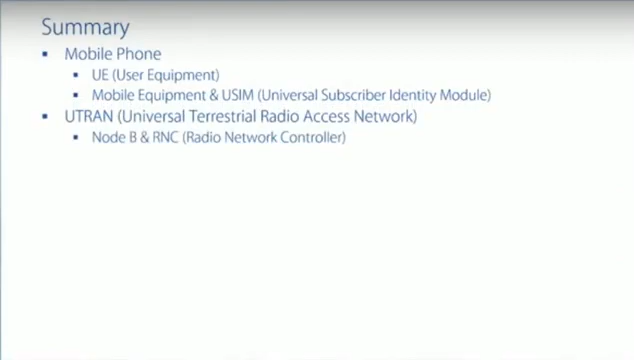 Summary
Mobile Phone
UE (User Equipment)
Mobile Equipment & USIM (Universal Subscriber Identity Module)
UTRAN (Universal Terrestrial Radio Access Network)
Node B & RNC (Radio Network Controller)